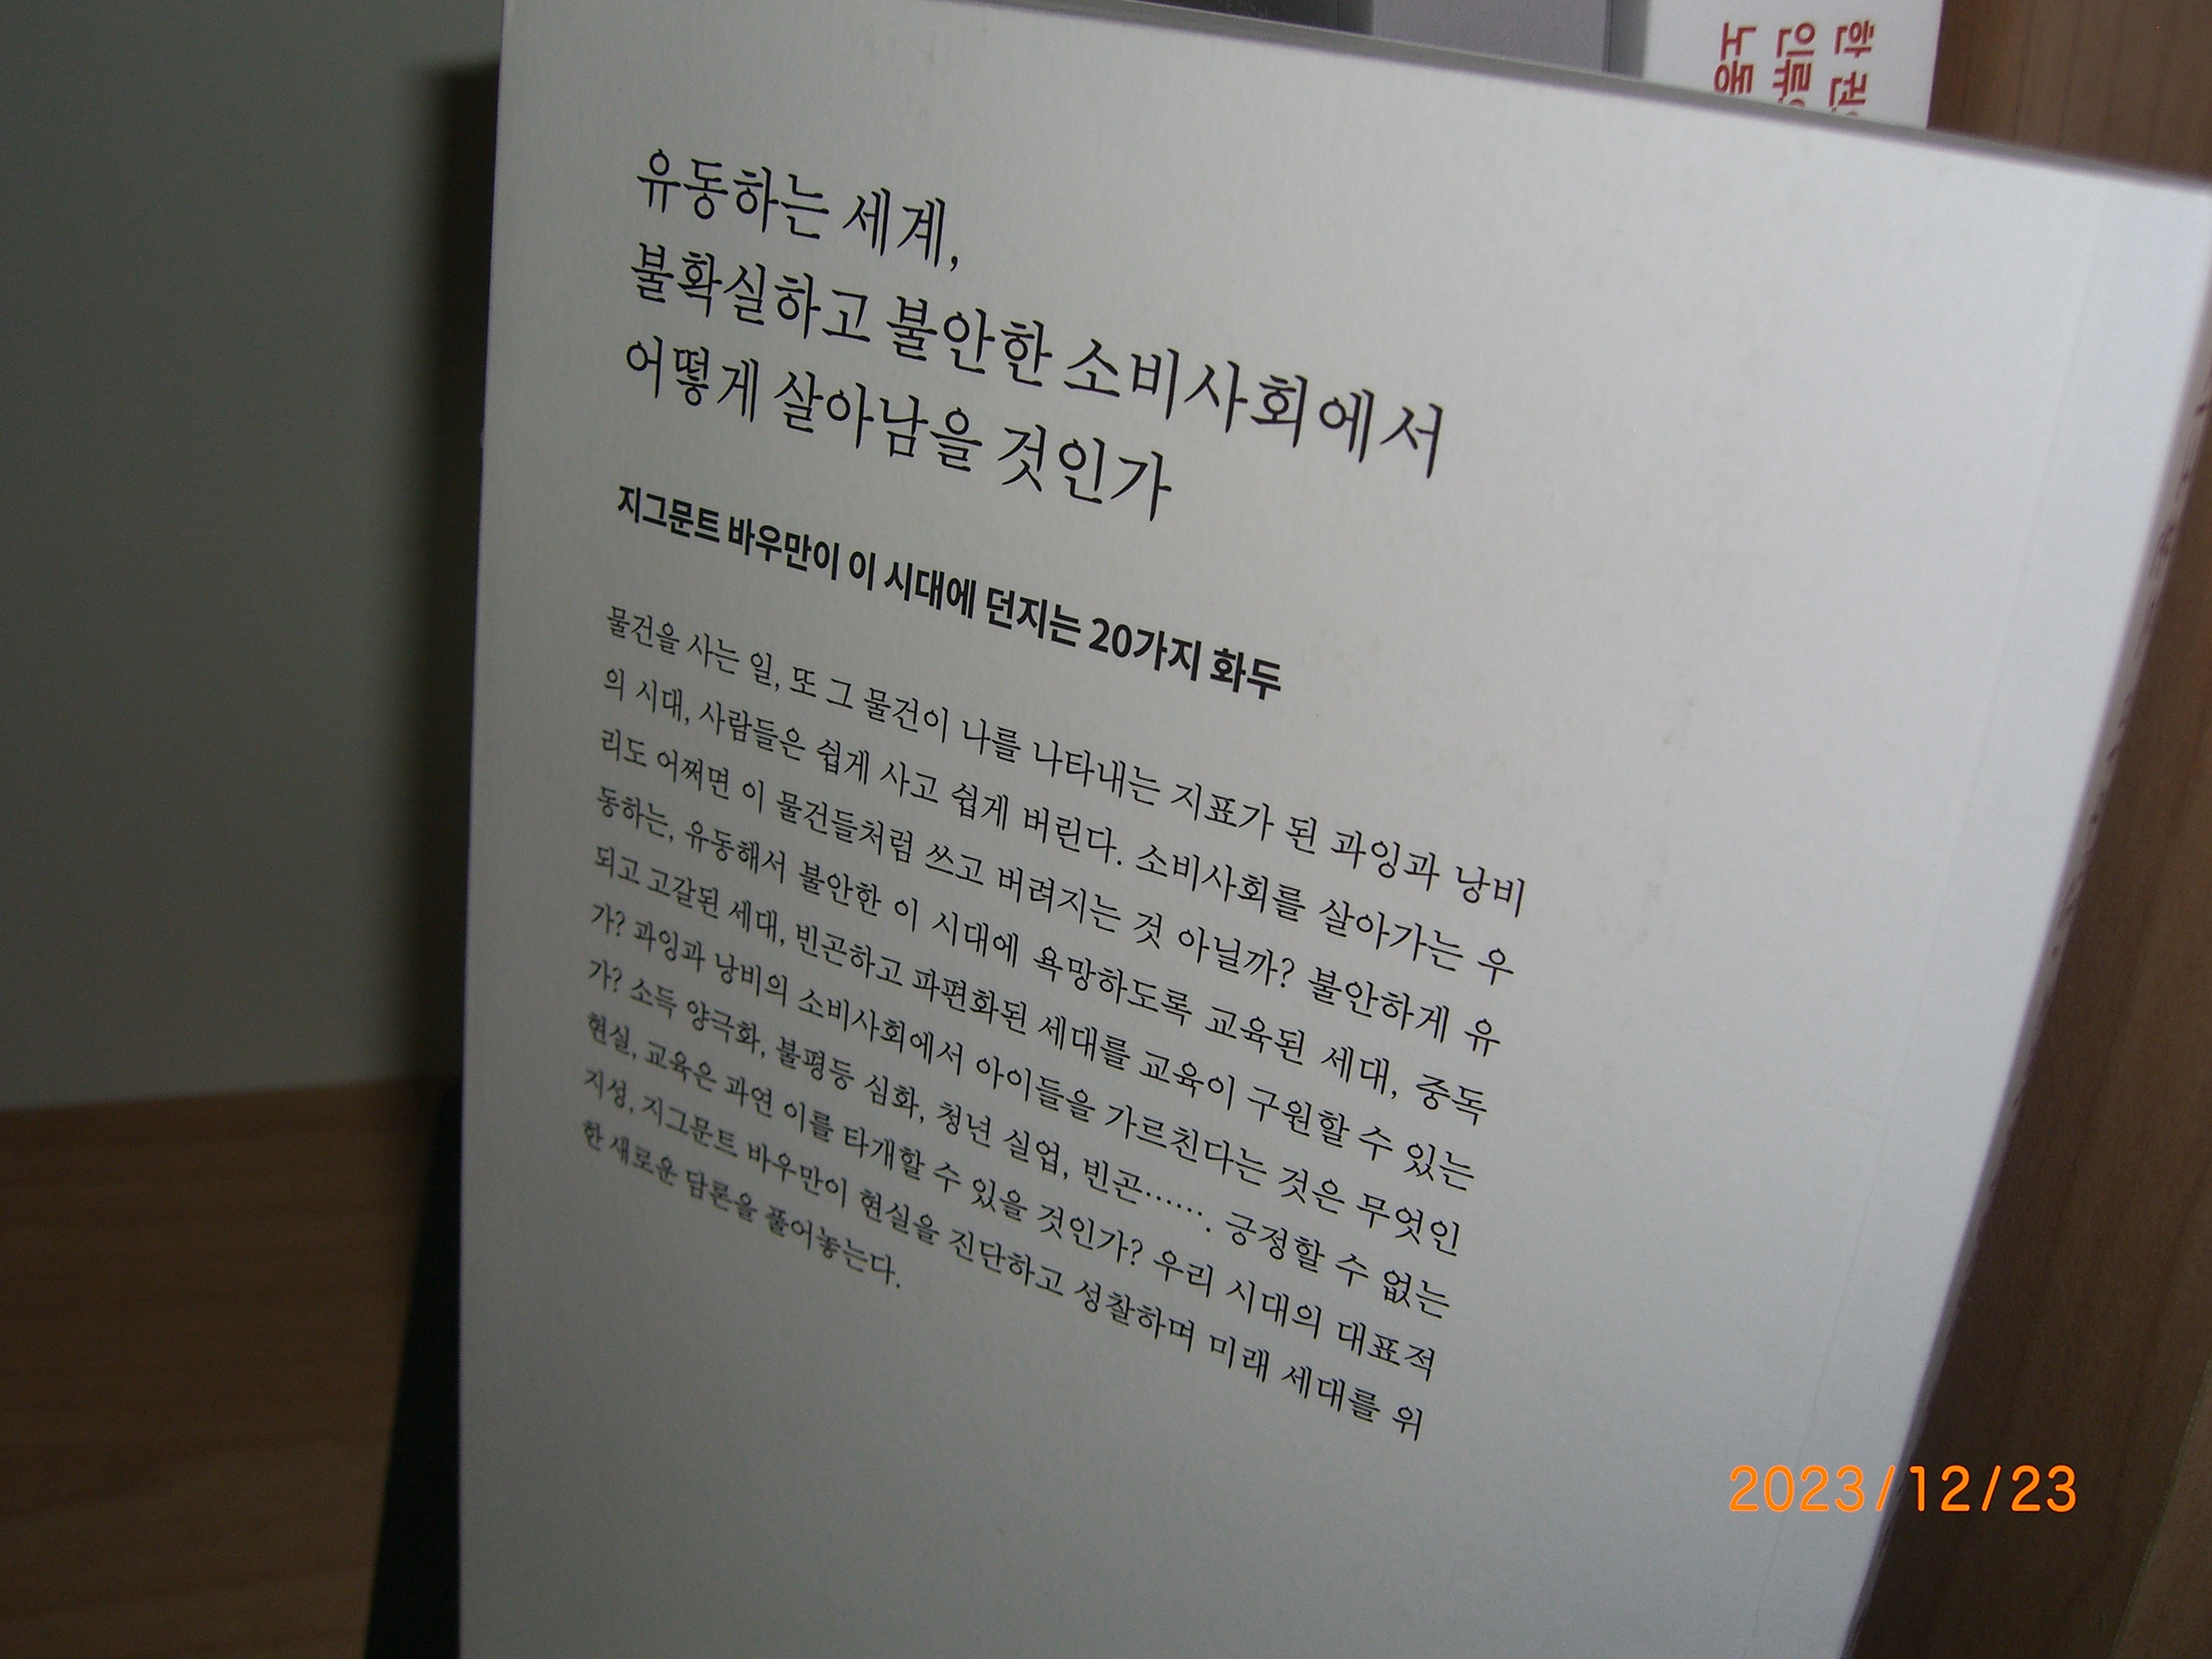 한 권
인류
노동
유동하는 세계,
불확실하고 불안한 소비사회에서
어떻게 살아남을 것인가
지그문트 바우만이 이 시대에 던지는 20가지 화두
물건을 사는 일, 또 그 물건이 나를 나타내는 지표가 된 과잉과 낭비
의 시대, 사람들은 쉽게 사고 쉽게 버린다. 소비사회를 살아가는 우
리도 어쩌면 이 물건들처럼 쓰고 버려지는 것 아닐까? 불안하게 유
동하는, 유동해서 불안한 이 시대에 욕망하도록 교육된 세대, 중독
되고 고갈된 세대, 빈곤하고 파편화된 세대를 교육이 구원할 수 있는
가? 과잉과 낭비의 소비사회에서 아이들을 가르친다는 것은 무엇인
가? 소득 양극화, 불평등 심화, 청년 실업, 빈곤……. 긍정할 수 없는
현실, 교육은 과연 이를 타개할 수 있을 것인가? 우리 시대의 대표적
지성, 지그문트 바우만이 현실을 진단하고 성찰하며 미래 세대를 위
한 새로운 담론을 풀어놓는다.
2023/12/23